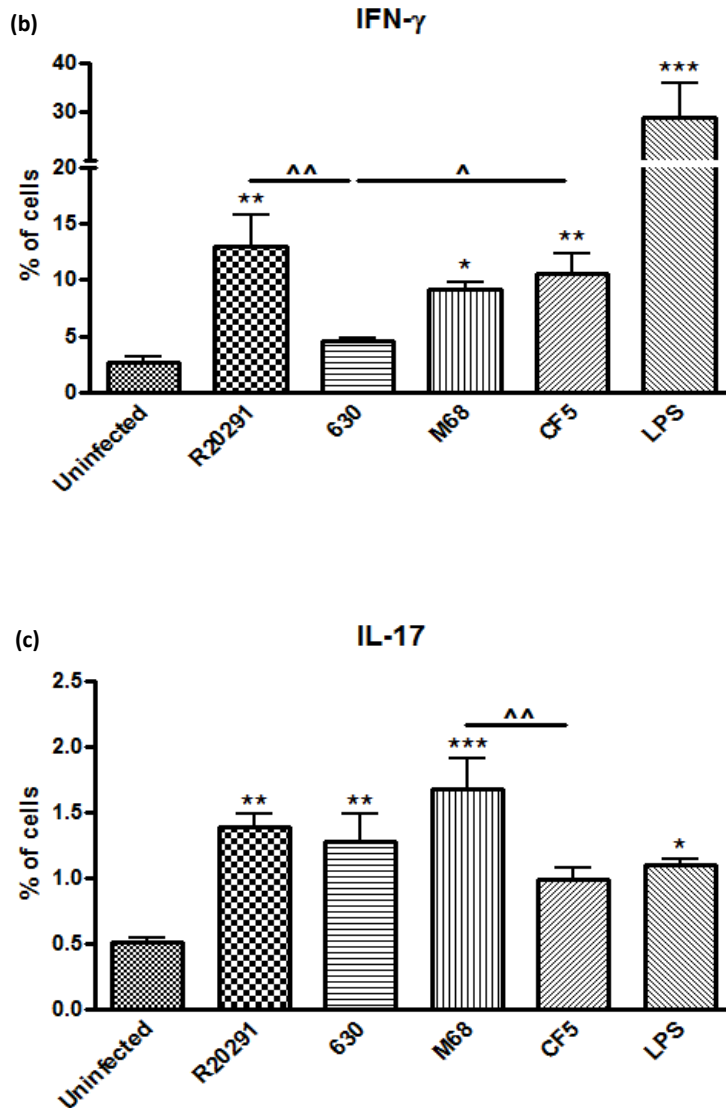 (b)
IFN-γ
% of cells
40
30
20
15
10
5
0
**
^^
^
*
**
***
Uninfected
R20291
630
M68
CF5
LPS
(c)
IL-17
% of cells
2.5
2.0
1.5
1.0
0.5
0.0
**
**
***
^^
*
Uninfected
R20291
630
M68
CF5
LPS